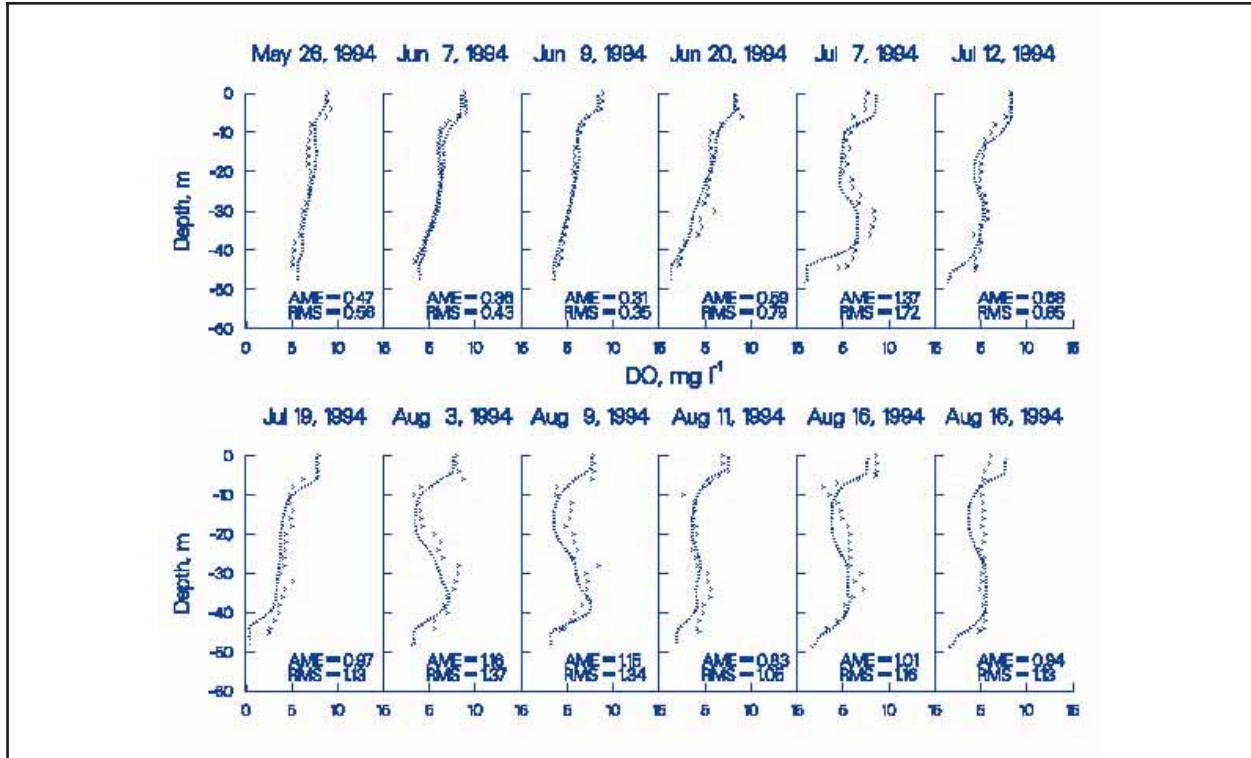 May 26, 1994 Jun 7, 1994 Jun 9, 1994 Jun 20, 1994 Jul 7, 1994 Jul 12, 1994
0
-10
-20
-30
-40
-50
-60
Depth, m
AME = 0.47 AME = 0.36 AME = 0.31 AME = 0.59 AME = 1.37 AME = 0.68
RMS = 0.56 RMS = 0.43 RMS = 0.35 RMS = 0.79 RMS = 1.72 RMS = 0.85
0 5 10 15 5 10 15 5 10 15 5 10 15 5 10 15 5 10 15
DO, mg l⁻¹
Jul 19, 1994 Aug 3, 1994 Aug 9, 1994 Aug 11, 1994 Aug 16, 1994 Aug 16, 1994
0
-10
-20
-30
-40
-50
-60
Depth, m
AME = 0.97 AME = 1.16 AME = 1.15 AME = 0.83 AME = 1.01 AME = 0.94
RMS = 1.13 RMS = 1.37 RMS = 1.34 RMS = 1.05 RMS = 1.16 RMS = 1.13
0 5 10 15 5 10 15 5 10 15 5 10 15 5 10 15 5 10 15